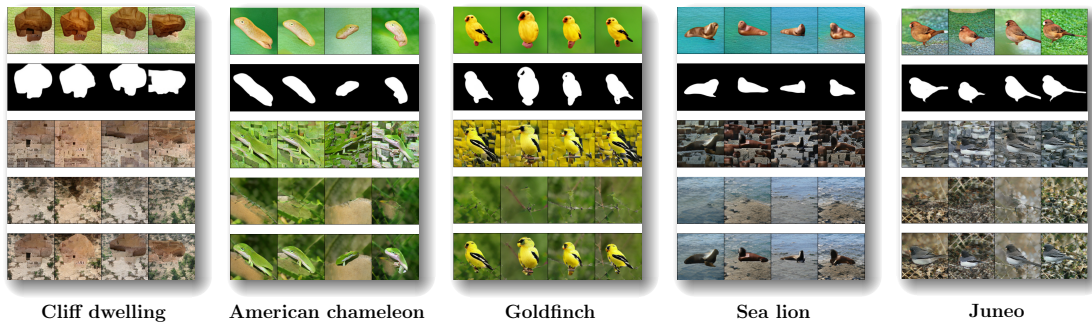 Cliff dwelling
American chameleon
Goldfinch
Sea lion
Juneo